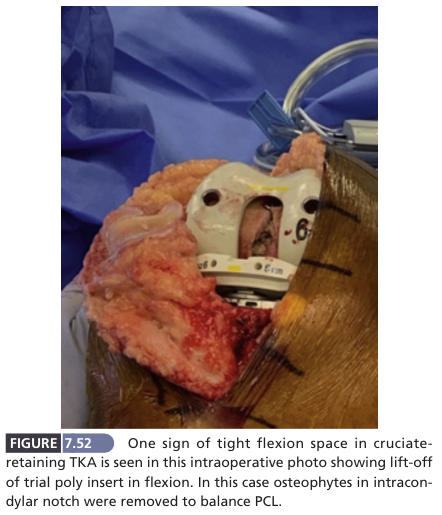 6
6 mm
FIGURE 7.52 One sign of tight flexion space in cruciate-
retaining TKA is seen in this intraoperative photo showing lift-off
of trial poly insert in flexion. In this case osteophytes in intracon-
dylar notch were removed to balance PCL.